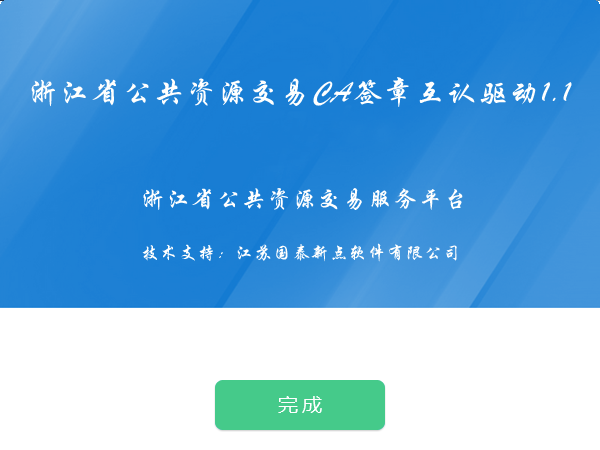 浙江省公共资源交易CA签章互认驱动1.1
浙江省公共资源交易服务平台
技术支持：江苏国泰新点软件有限公司
完成